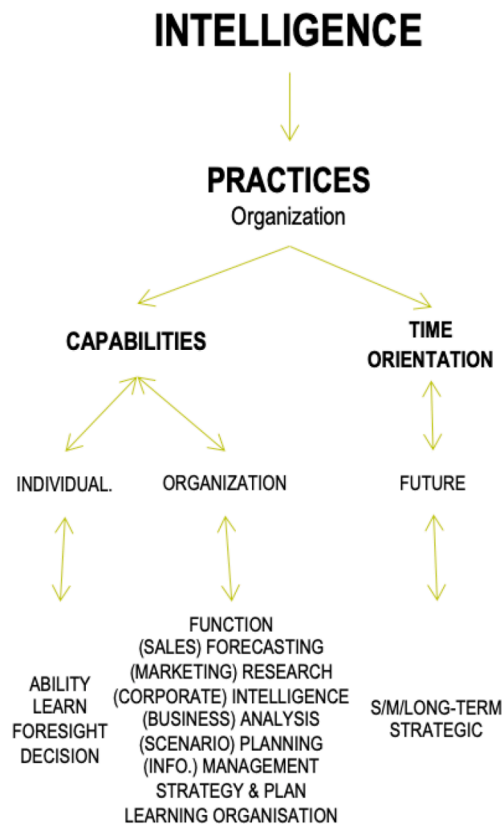 INTELLIGENCE
PRACTICES
Organization
CAPABILITIES
TIME
ORIENTATION
INDIVIDUAL.
ORGANIZATION
FUTURE
ABILITY
LEARN
FORESIGHT
DECISION
FUNCTION
(SALES) FORECASTING
(MARKETING) RESEARCH
(CORPORATE) INTELLIGENCE
(BUSINESS) ANALYSIS
(SCENARIO) PLANNING
(INFO.) MANAGEMENT
STRATEGY & PLAN
LEARNING ORGANISATION
S/M/LONG-TERM
STRATEGIC